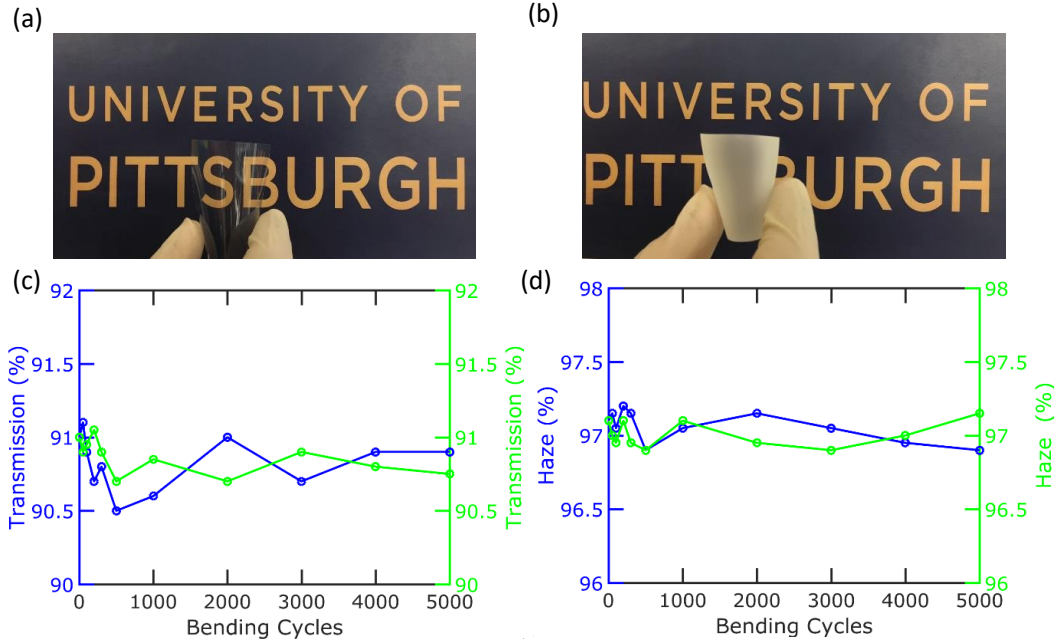 (a)
UNIVERSITY OF
PITTSBURGH
(b)
UNIVERSITY OF
PITT URGH
(c)
92
91.5
91
90.5
90
Transmission (%)
0 1000 2000 3000 4000 5000
Bending Cycles
92
91.5
91
90.5
90
Transmission (%)
(d)
98
97.5
97
96.5
96
Haze (%)
0 1000 2000 3000 4000 5000
Bending Cycles
98
97.5
97
96.5
96
Haze (%)